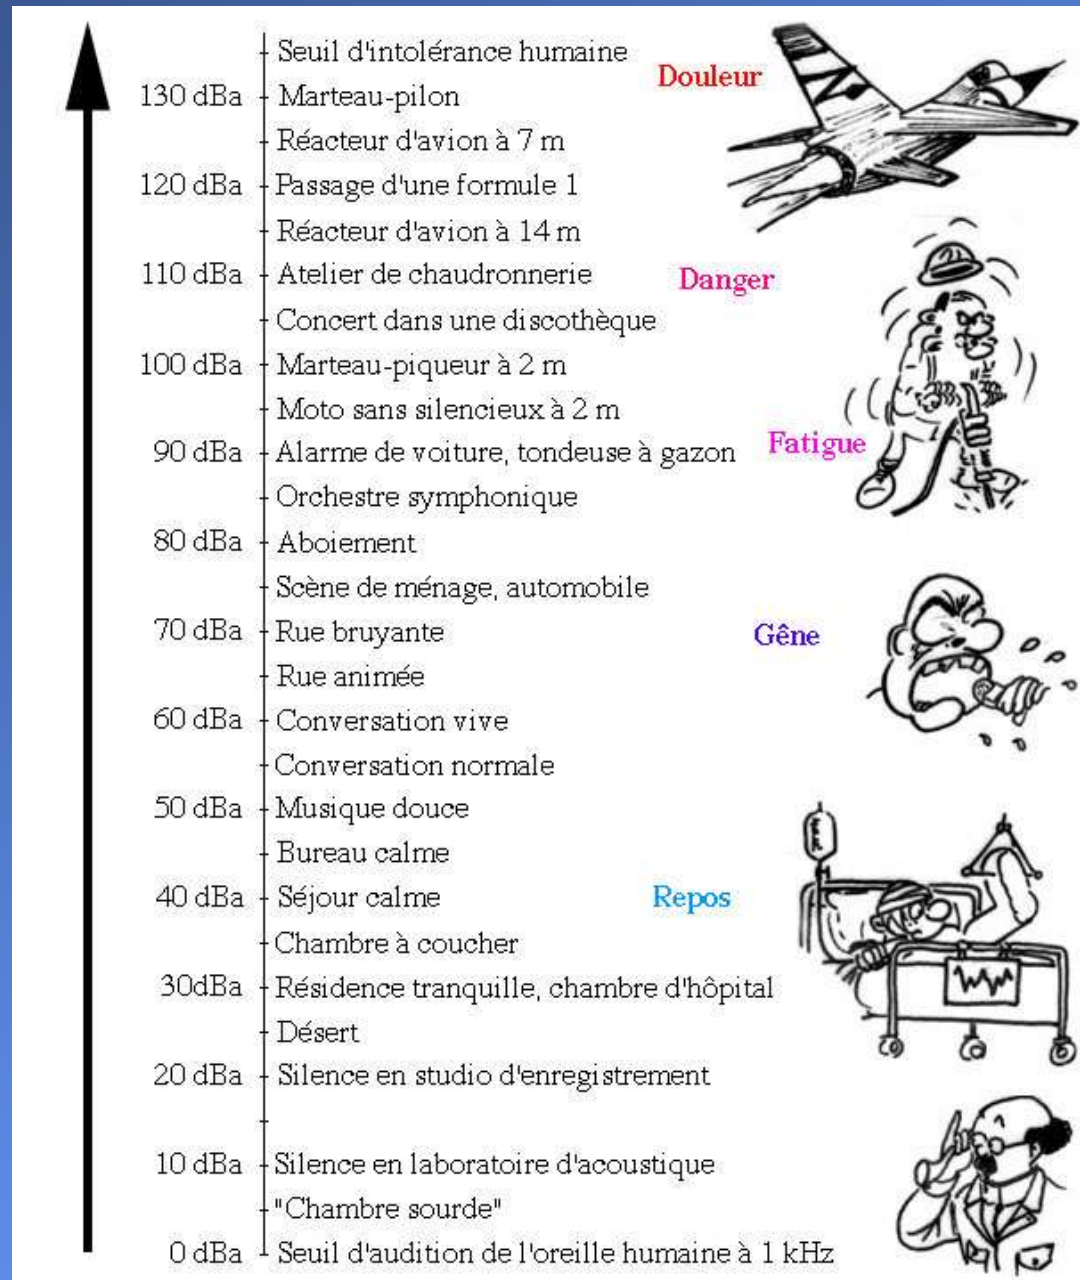 Seuil d'intolérance humaine
Douleur
130 dBa Marteau-pilon
Réacteur d'avion à 7 m
120 dBa Passage d'une formule 1
Réacteur d'avion à 14 m
110 dBa Atelier de chaudronnerie
Danger
Concert dans une discothèque
100 dBa Marteau-piqueur à 2 m
Moto sans silencieux à 2 m
90 dBa Alarme de voiture, tondeuse à gazon
Fatigue
Orchestre symphonique
80 dBa Aboiement
Scène de ménage, automobile
70 dBa Rue bruyante
Gêne
Rue animée
60 dBa Conversation vive
Conversation normale
50 dBa Musique douce
Bureau calme
40 dBa Séjour calme
Repos
Chambre à coucher
30dBa Résidence tranquille, chambre d'hôpital
Désert
20 dBa Silence en studio d'enregistrement
10 dBa Silence en laboratoire d'acoustique
"Chambre sourde"
0 dBa Seuil d'audition de l'oreille humaine à 1 kHz